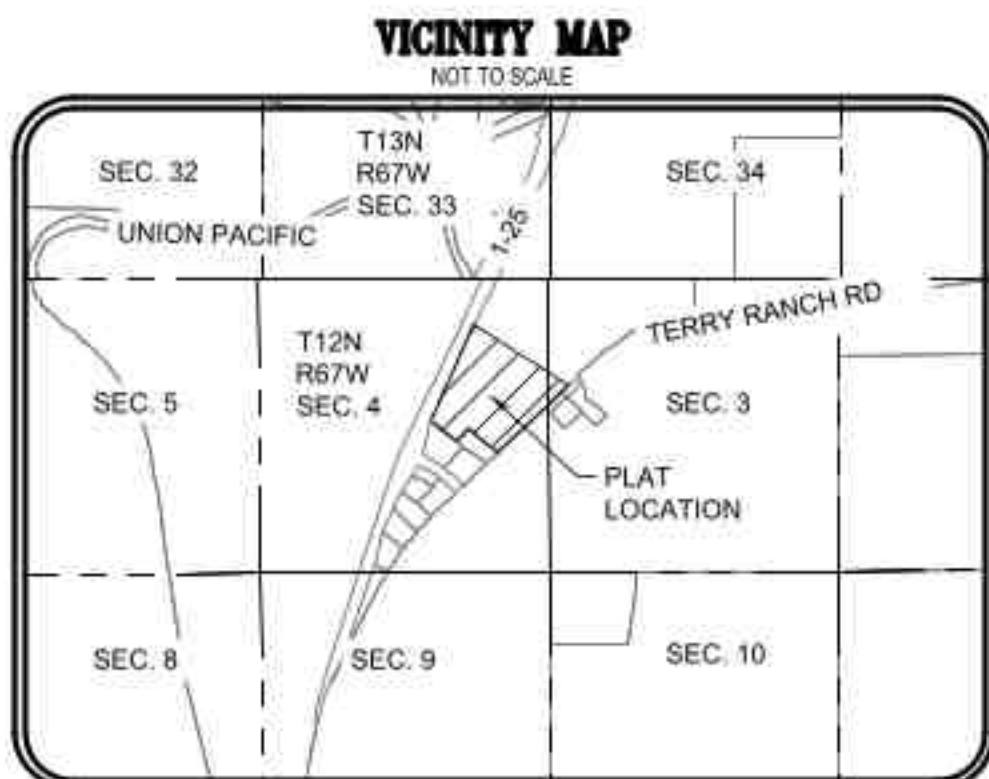 VICINITY MAP
NOT TO SCALE
SEC. 32
T13N
R67W
SEC. 33
SEC. 34
UNION PACIFIC
1-25
TERRY RANCH RD
T12N
R67W
SEC. 4
SEC. 5
SEC. 3
PLAT
LOCATION
SEC. 8
SEC. 9
SEC. 10